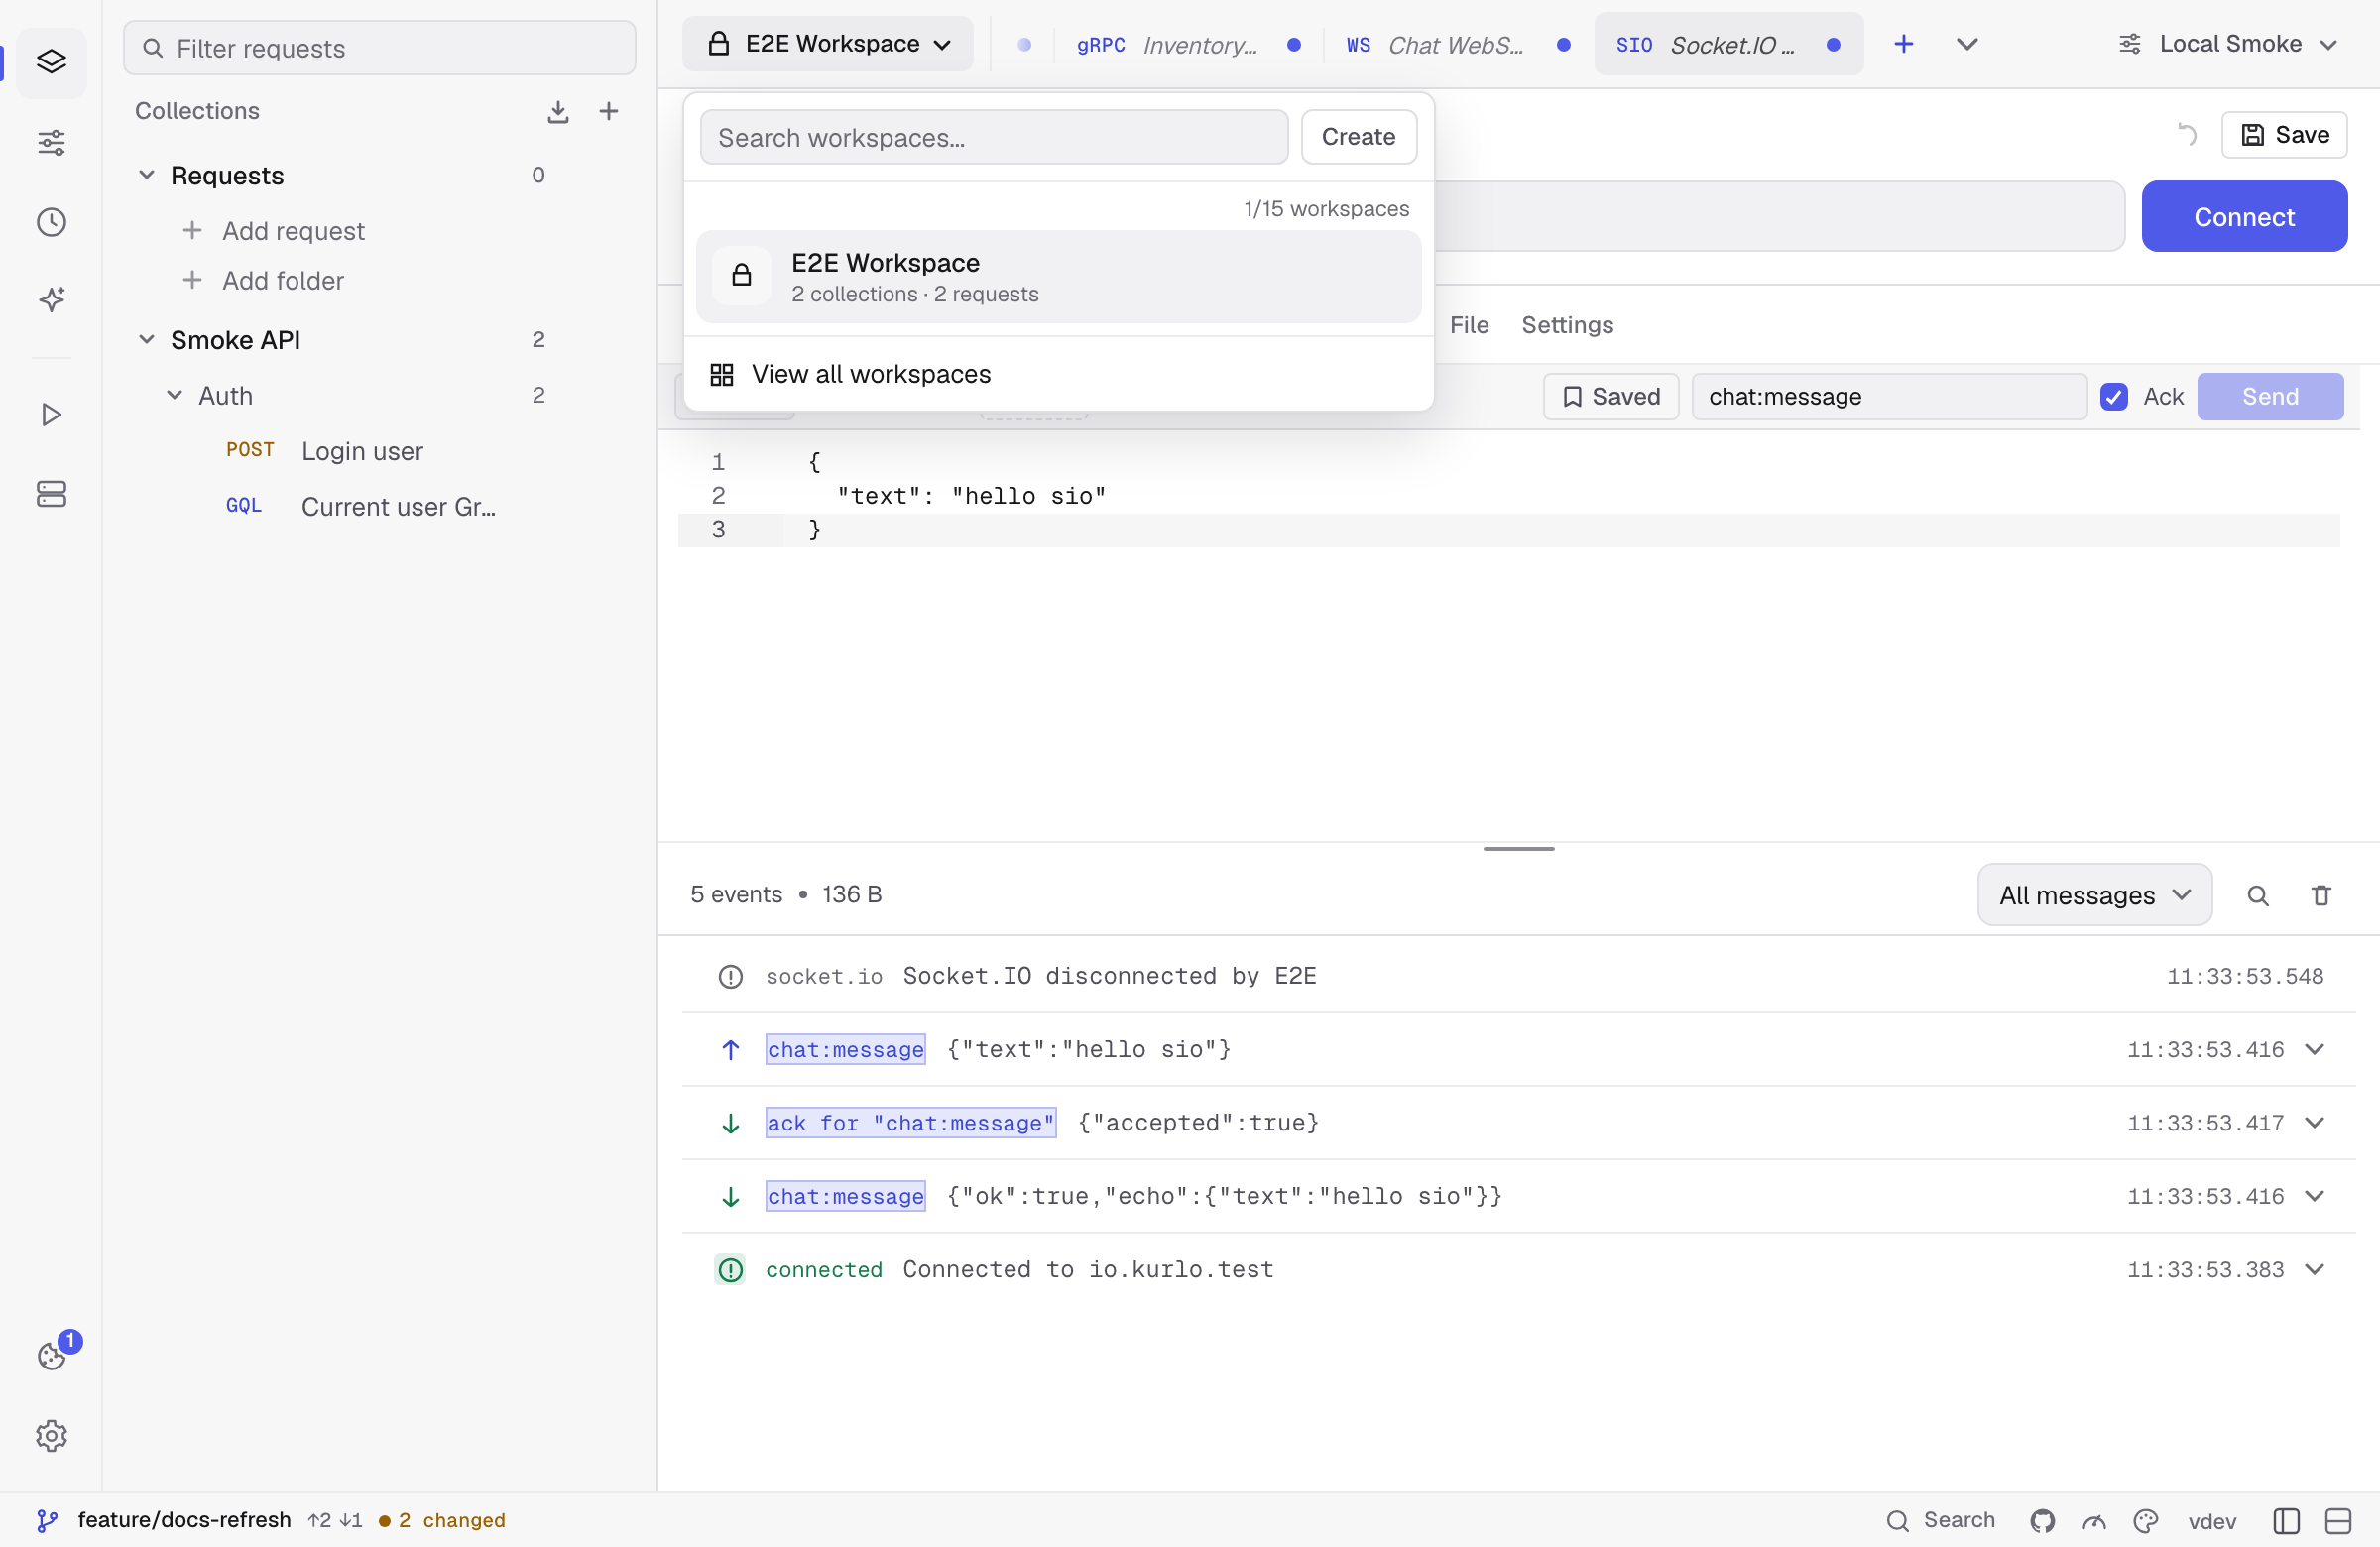 Filter requests
Collections
Requests 0
Add request
Add folder
Smoke API 2
Auth 2
POST Login user
GQL Current user Gr...
1
E2E Workspace
gRPC Inventory...
WS Chat WebS...
SIO Socket.IO ...
Local Smoke
Search workspaces...
Create
1/15 workspaces
E2E Workspace
2 collections · 2 requests
View all workspaces
Save
Connect
File Settings
Saved chat:message Ack Send
1 {
2 "text": "hello sio"
3 }
5 events • 136 B
All messages
socket.io Socket.IO disconnected by E2E 11:33:53.548
chat:message {"text":"hello sio"} 11:33:53.416
ack for "chat:message" {"accepted":true} 11:33:53.417
chat:message {"ok":true,"echo":{"text":"hello sio"}} 11:33:53.416
connected Connected to io.kurlo.test 11:33:53.383
feature/docs-refresh ↑2 ↓1 2 changed
Search
vdev